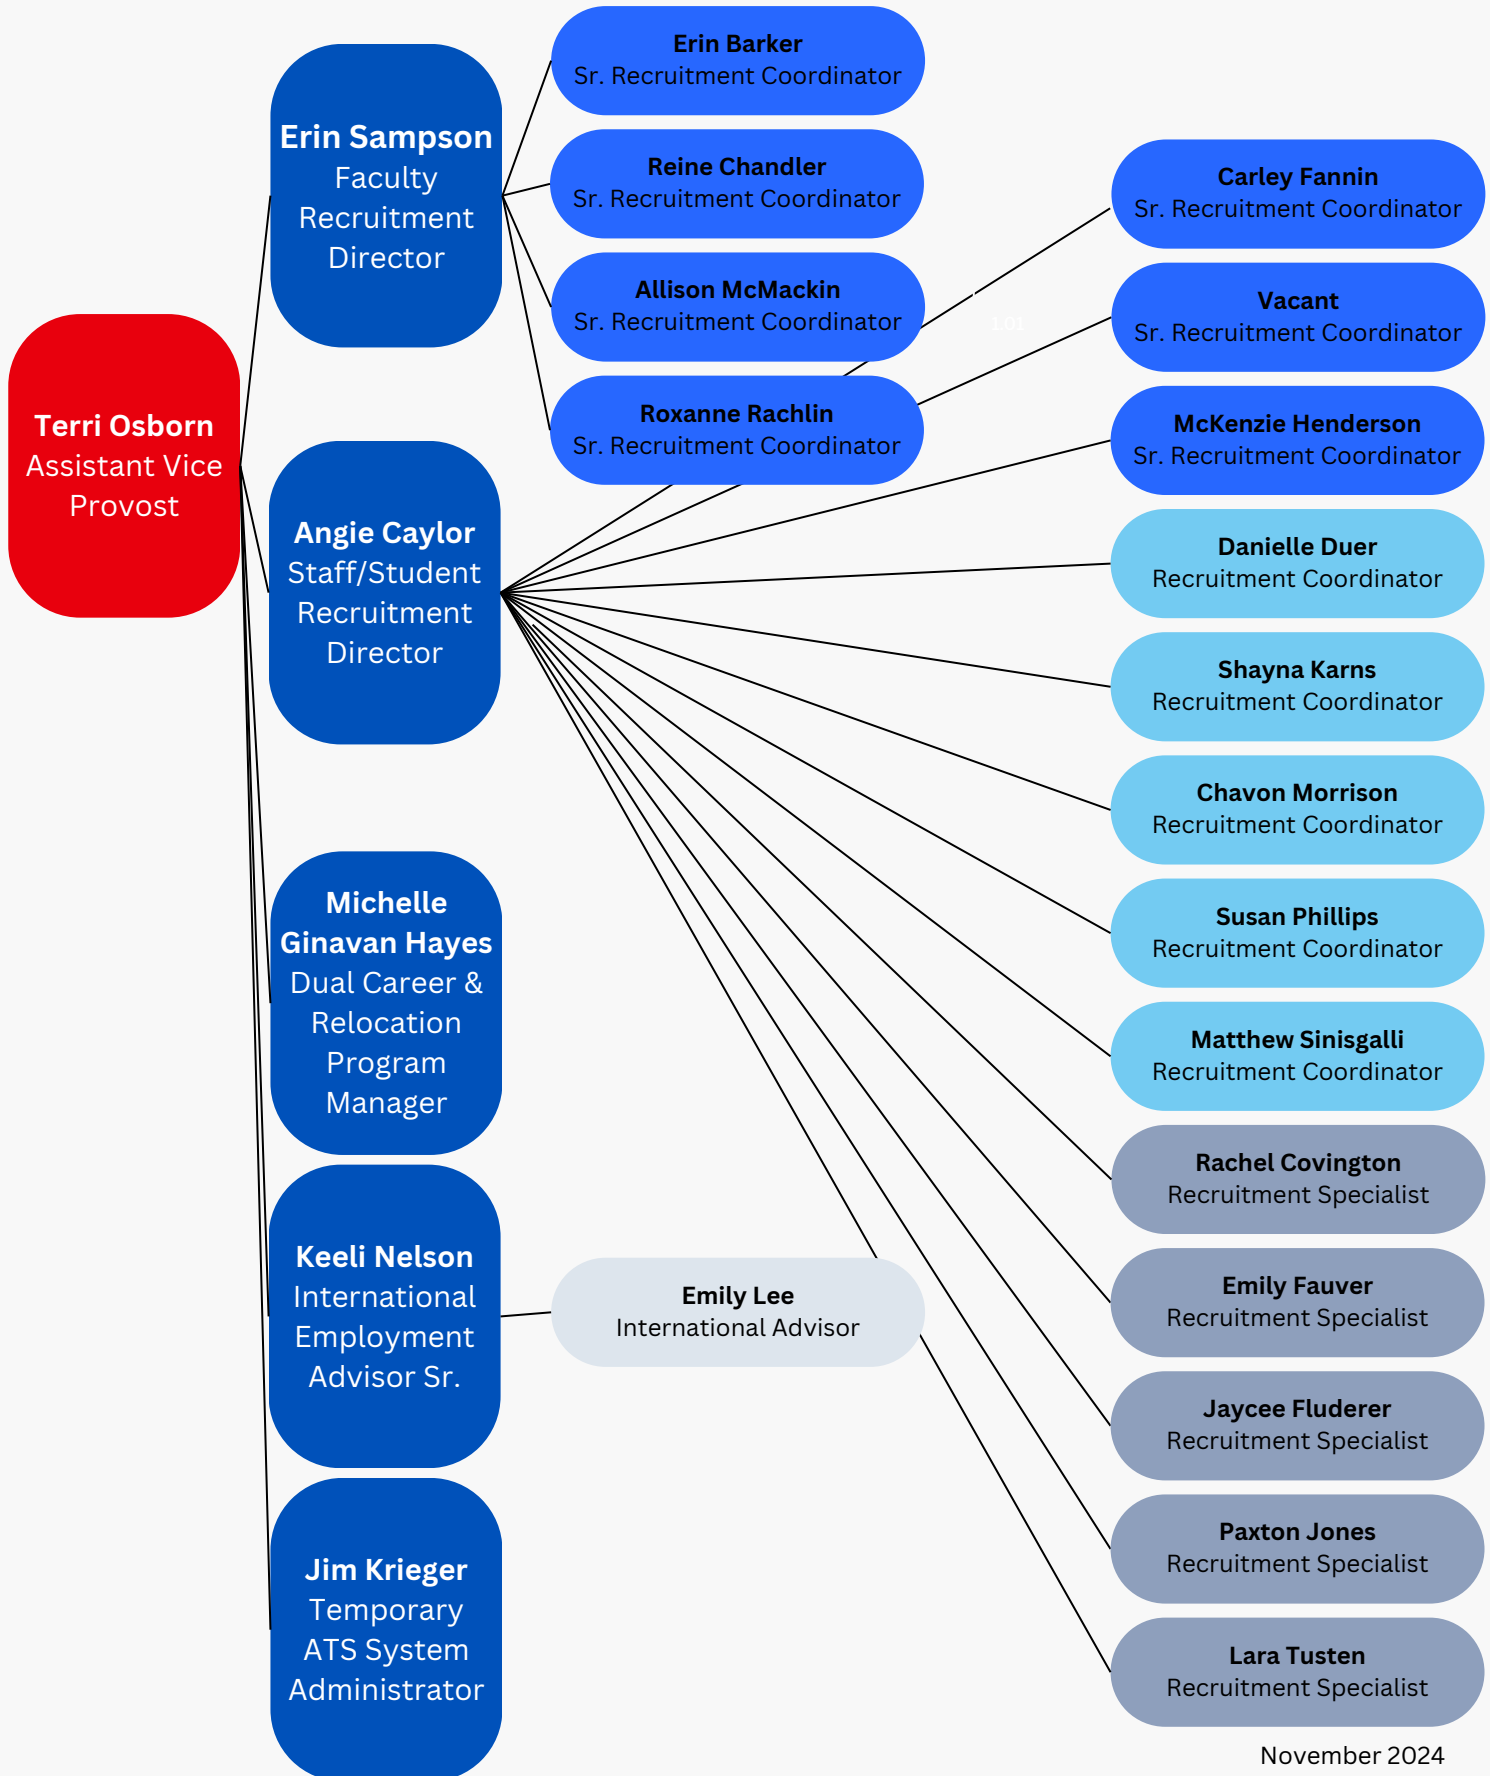 Terri Osborn
Assistant Vice
Provost
Erin Sampson
Faculty
Recruitment
Director
Angie Caylor
Staff/Student
Recruitment
Director
Michelle
Ginavan Hayes
Dual Career &
Relocation
Program
Manager
Keeli Nelson
International
Employment
Advisor Sr.
Jim Krieger
Temporary
ATS System
Administrator
Erin Barker
Sr. Recruitment Coordinator
Reine Chandler
Sr. Recruitment Coordinator
Allison McMackin
Sr. Recruitment Coordinator
Roxanne Rachlin
Sr. Recruitment Coordinator
Emily Lee
International Advisor
1.01
Carley Fannin
Sr. Recruitment Coordinator
Vacant
Sr. Recruitment Coordinator
McKenzie Henderson
Sr. Recruitment Coordinator
Danielle Duer
Recruitment Coordinator
Shayna Karns
Recruitment Coordinator
Chavon Morrison
Recruitment Coordinator
Susan Phillips
Recruitment Coordinator
Matthew Sinisgalli
Recruitment Coordinator
Rachel Covington
Recruitment Specialist
Emily Fauver
Recruitment Specialist
Jaycee Fluderer
Recruitment Specialist
Paxton Jones
Recruitment Specialist
Lara Tusten
Recruitment Specialist
November 2024